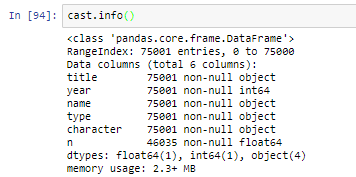 In [94]: cast.info()
<class 'pandas.core.frame.DataFrame'>
RangeIndex: 75001 entries, 0 to 75000
Data columns (total 6 columns):
title        75001 non-null object
year         75001 non-null int64
name         75001 non-null object
type         75001 non-null object
character    75001 non-null object
n            46035 non-null float64
dtypes: float64(1), int64(1), object(4)
memory usage: 2.3+ MB